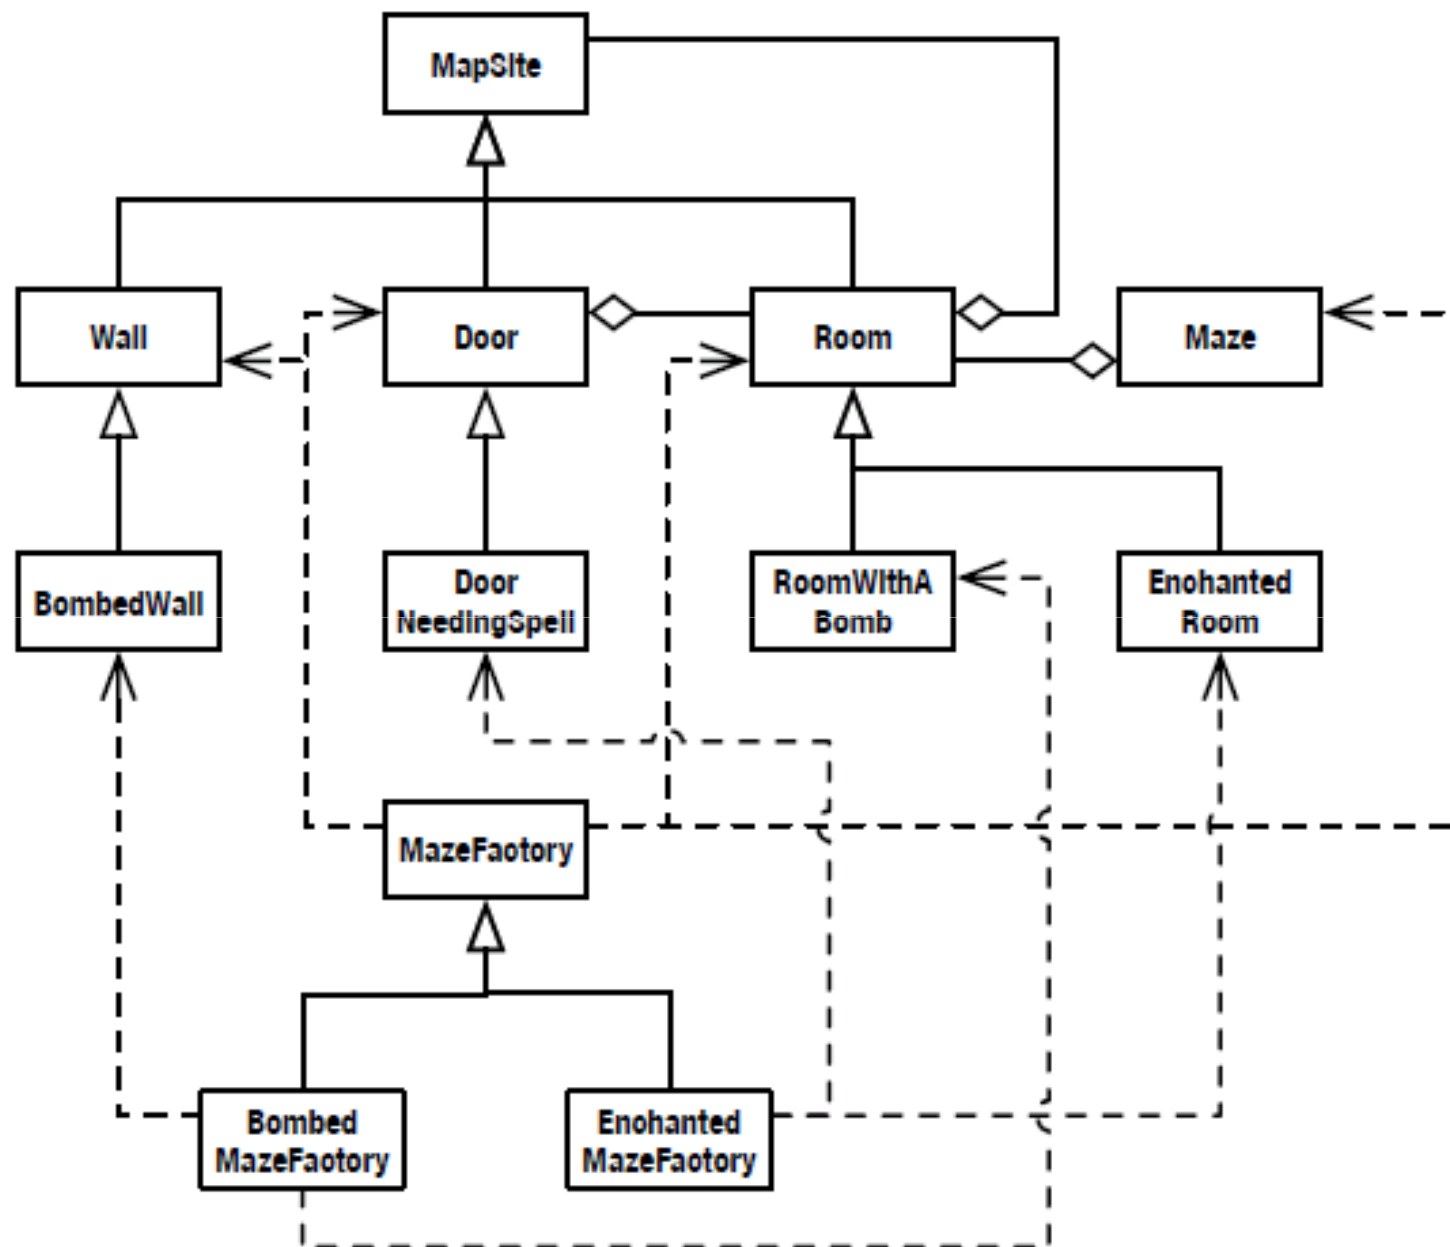 MapSite
Wall
Door
Room
Maze
BombedWall
Door
NeedingSpell
RoomWithA
Bomb
Enohanted
Room
MazeFaotory
Bombed
MazeFaotory
Enohanted
MazeFaotory